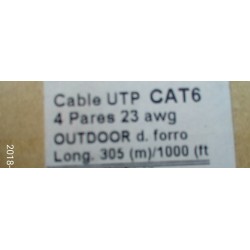 Cable UTP CAT6
4 Pares 23 awg
OUTDOOR d. forro
Long. 305 (m)/1000 (ft
2018-